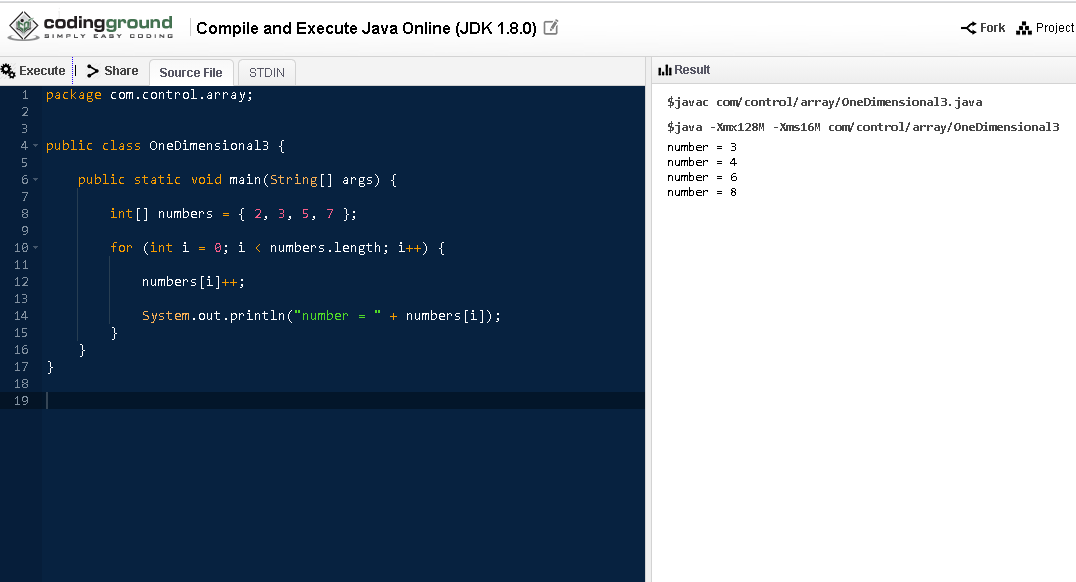 codingground
SIMPLY EASY CODING
Compile and Execute Java Online (JDK 1.8.0)
Fork
Project
Execute
Share
Source File
STDIN
Result
1 package com.control.array;
2
3
4 public class OneDimensional3 {
5
6 public static void main(String[] args) {
7
8 int[] numbers = { 2, 3, 5, 7 };
9
10 for (int i = 0; i < numbers.length; i++) {
11
12 numbers[i]++;
13
14 System.out.println("number = " + numbers[i]);
15 }
16 }
17 }
18
19
$javac com/control/array/OneDimensional3.java
$java -Xmx128M -Xms16M com/control/array/OneDimensional3
number = 3
number = 4
number = 6
number = 8